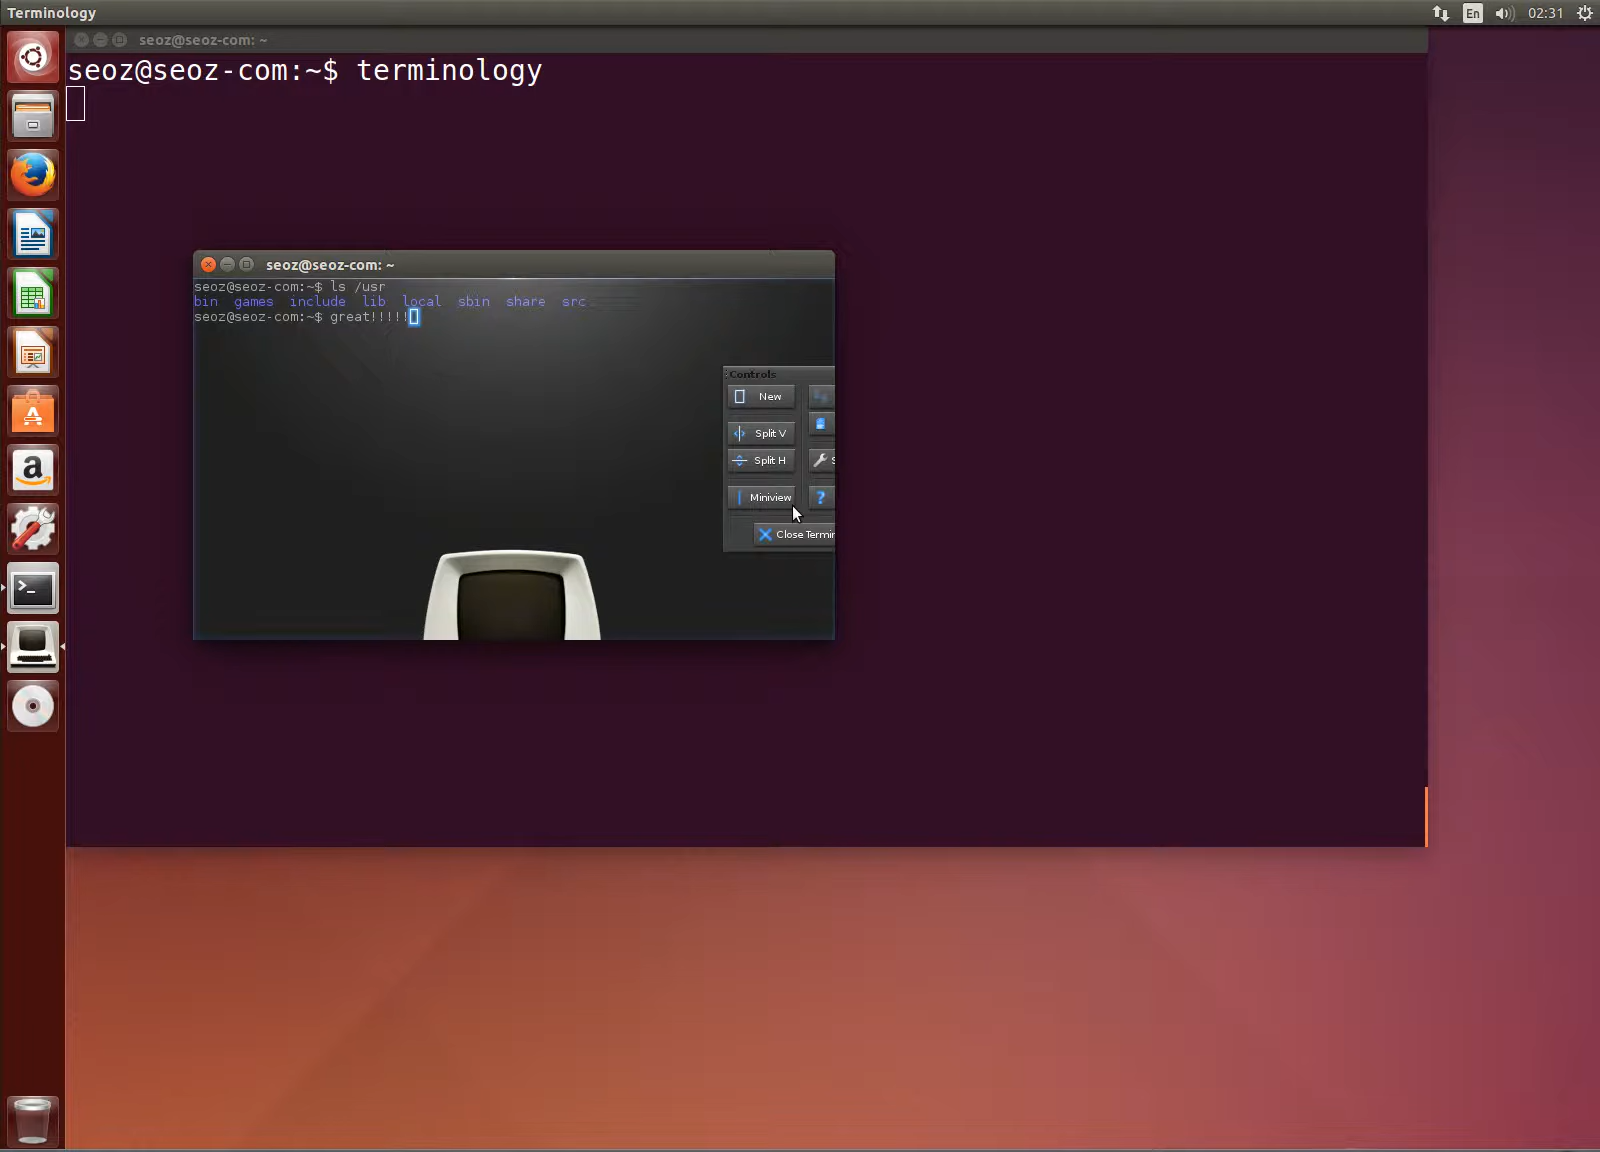 Terminology
En
02:31
seoz@seoz-com: ~
seoz@seoz-com:~$ terminology
seoz@seoz-com: ~
seoz@seoz-com:~$ ls /usr
bin games include lib local sbin share src
seoz@seoz-com:~$ great!!!!!
Controls
New
Split V
Split H
Miniview
?
Close Termin